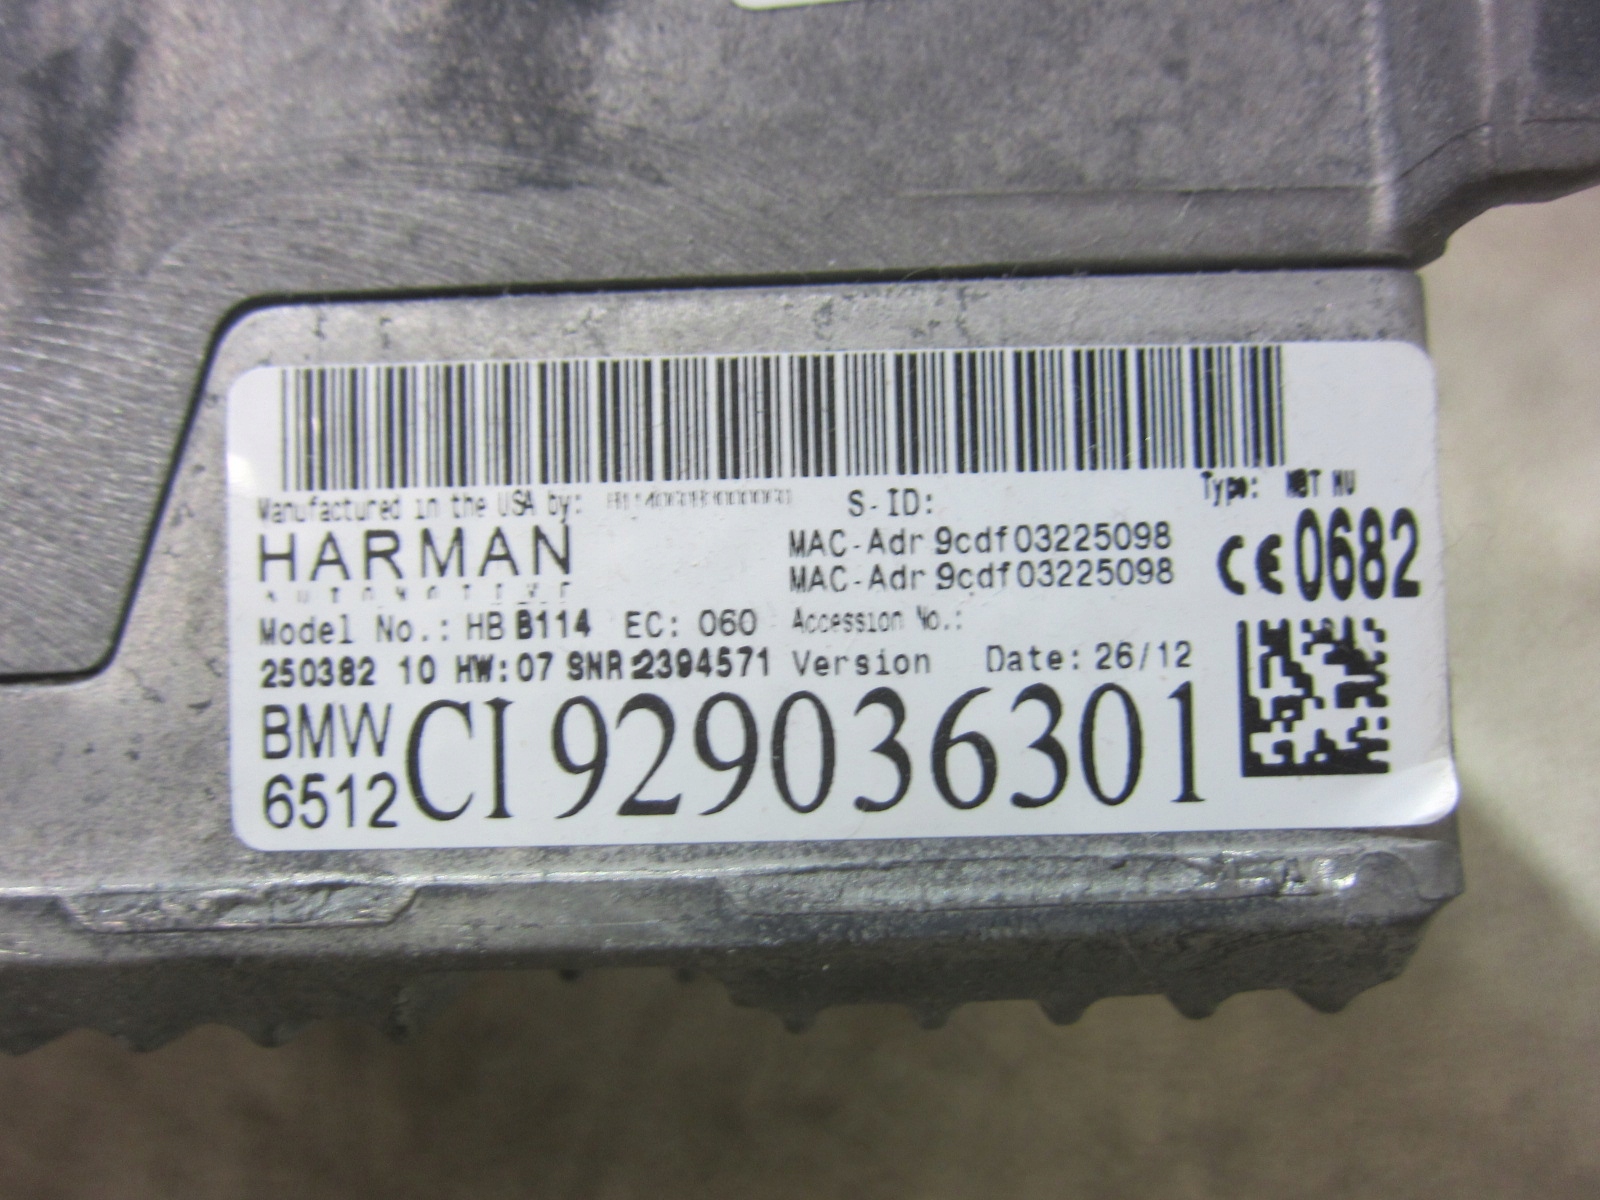 Manufactured in the USA by: S-ID: Type: NBT HU
HARMAN
AUTOMOTIVE
MAC-Adr 9cdf03225098
MAC-Adr 9cdf03225098
CE0682
Model No.: HB B114 EC: 060 Accession No.:
250382 10 HW:07 SNR 2394571 Version Date: 26/12
BMW
6512
CI 929036301